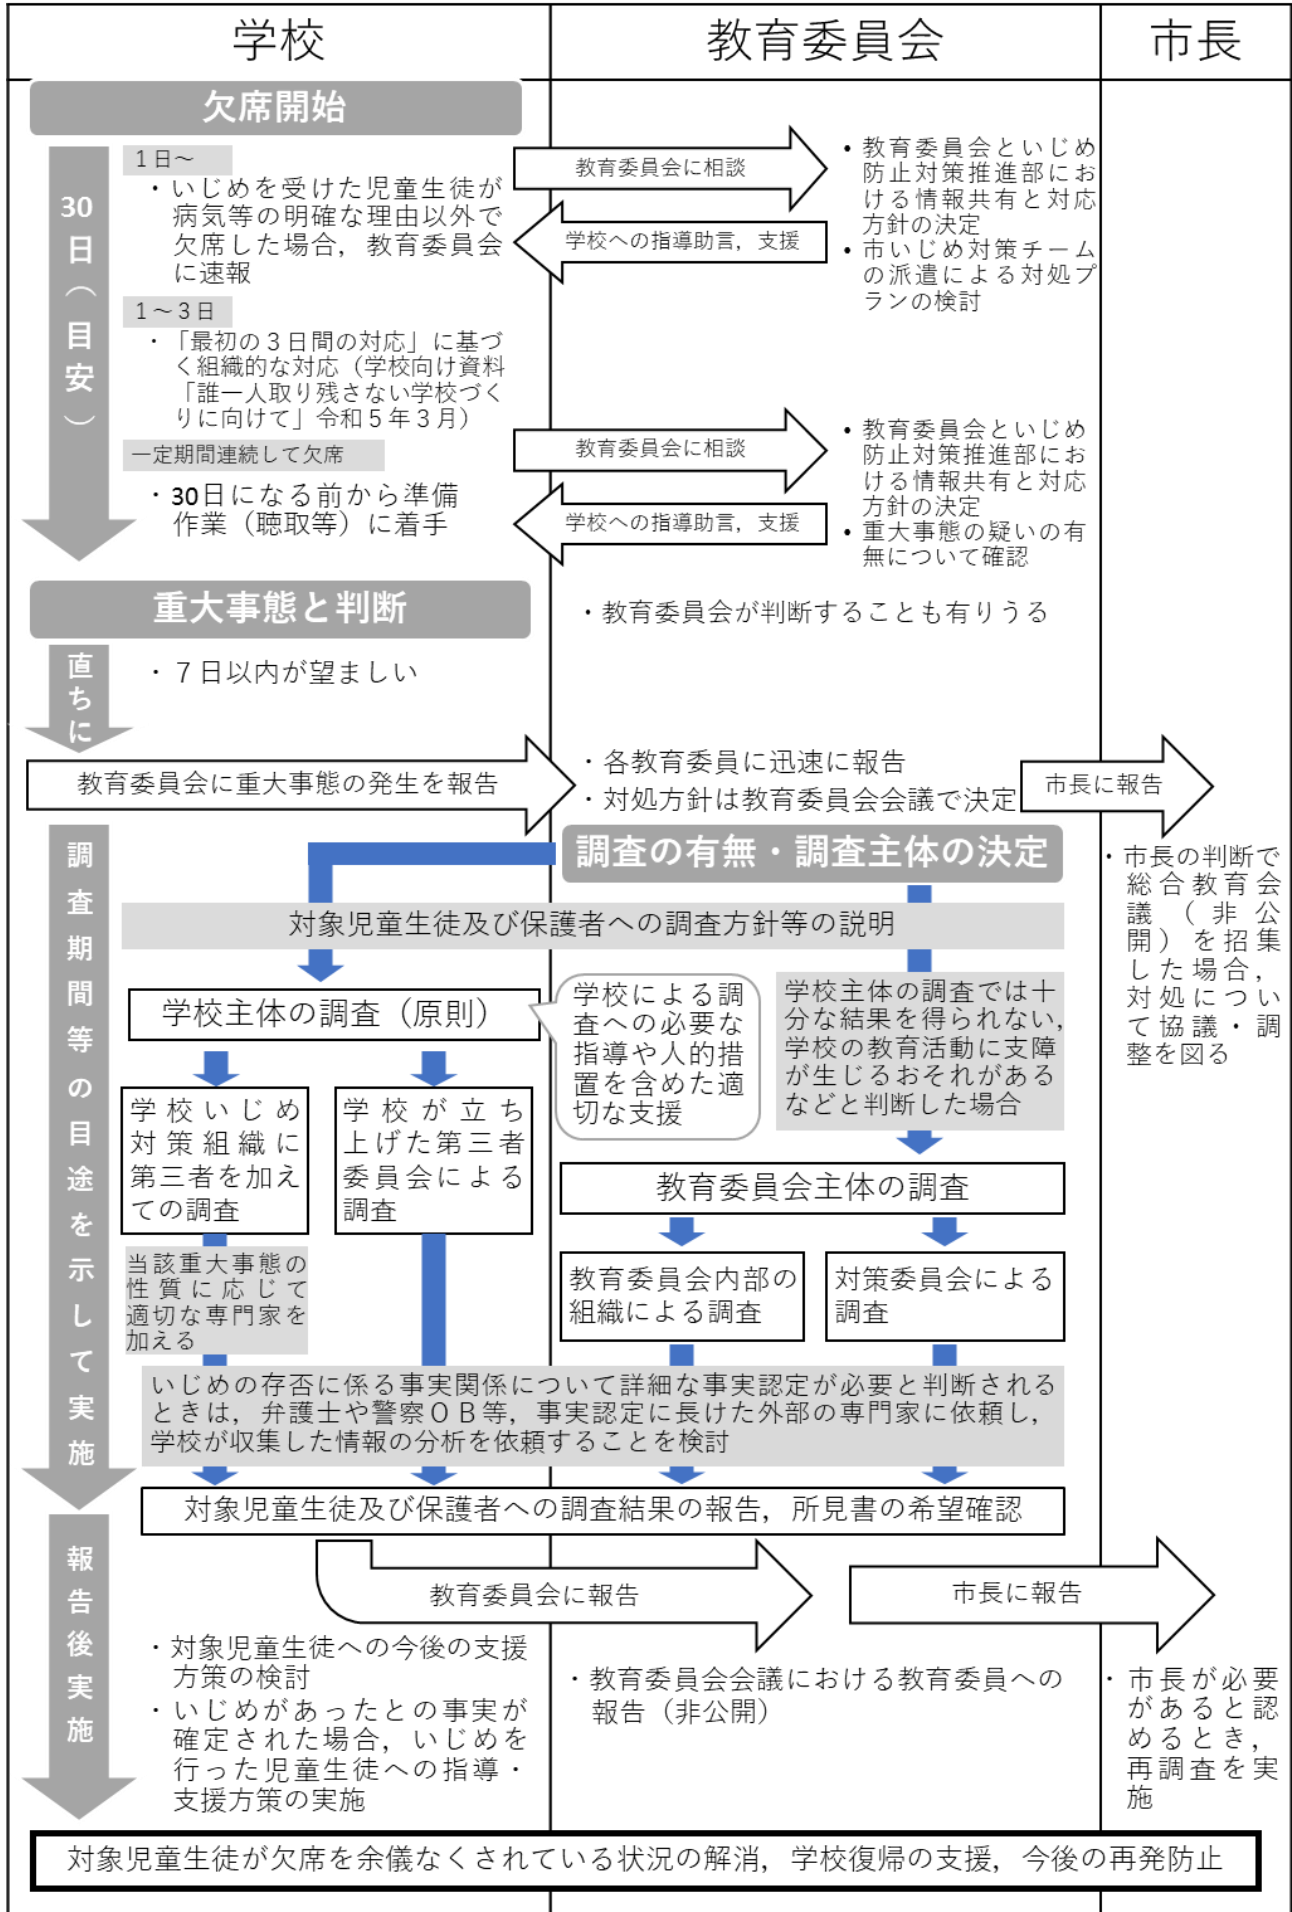 学校
教育委員会
市長
欠席開始
30日（目安）
１日～
・いじめを受けた児童生徒が
病気等の明確な理由以外で
欠席した場合，教育委員会
に速報
教育委員会に相談
学校への指導助言，支援
• 教育委員会といじめ
防止対策推進部にお
ける情報共有と対応
方針の決定
• 市いじめ対策チーム
の派遣による対処プ
ランの検討
１～３日
・「最初の３日間の対応」に基づ
く組織的な対応（学校向け資料
「誰一人取り残さない学校づく
りに向けて」令和５年３月）
一定期間連続して欠席
・30日になる前から準備
作業（聴取等）に着手
教育委員会に相談
学校への指導助言，支援
• 教育委員会といじめ
防止対策推進部にお
ける情報共有と対応
方針の決定
• 重大事態の疑いの有
無について確認
重大事態と判断
・教育委員会が判断することも有りうる
直ちに
・７日以内が望ましい
教育委員会に重大事態の発生を報告
・各教育委員に迅速に報告
・対処方針は教育委員会会議で決定
市長に報告
調査期間等の目途を示して実施
調査の有無・調査主体の決定
・市長の判断で
総合教育会
議（非公
開）を招集
した場合，
対処につい
て協議・調
整を図る
対象児童生徒及び保護者への調査方針等の説明
学校主体の調査（原則）
学校による調
査への必要な
指導や人的措
置を含めた適
切な支援
学校主体の調査では十
分な結果を得られない，
学校の教育活動に支障
が生じるおそれがある
などと判断した場合
学校いじめ
対策組織に
第三者を加え
ての調査
学校が立ち
上げた第三者
委員会による
調査
教育委員会主体の調査
当該重大事態の
性質に応じて
適切な専門家を
加える
教育委員会内部の
組織による調査
対策委員会による
調査
いじめの存否に係る事実関係について詳細な事実認定が必要と判断される
ときは，弁護士や警察ＯＢ等，事実認定に長けた外部の専門家に依頼し，
学校が収集した情報の分析を依頼することを検討
対象児童生徒及び保護者への調査結果の報告，所見書の希望確認
報告後実施
教育委員会に報告
市長に報告
・対象児童生徒への今後の支援
方策の検討
・いじめがあったとの事実が
確定された場合，いじめを
行った児童生徒への指導・
支援方策の実施
・教育委員会会議における教育委員への
報告（非公開）
・市長が必要
があると認
めるとき，
再調査を実
施
対象児童生徒が欠席を余儀なくされている状況の解消，学校復帰の支援，今後の再発防止